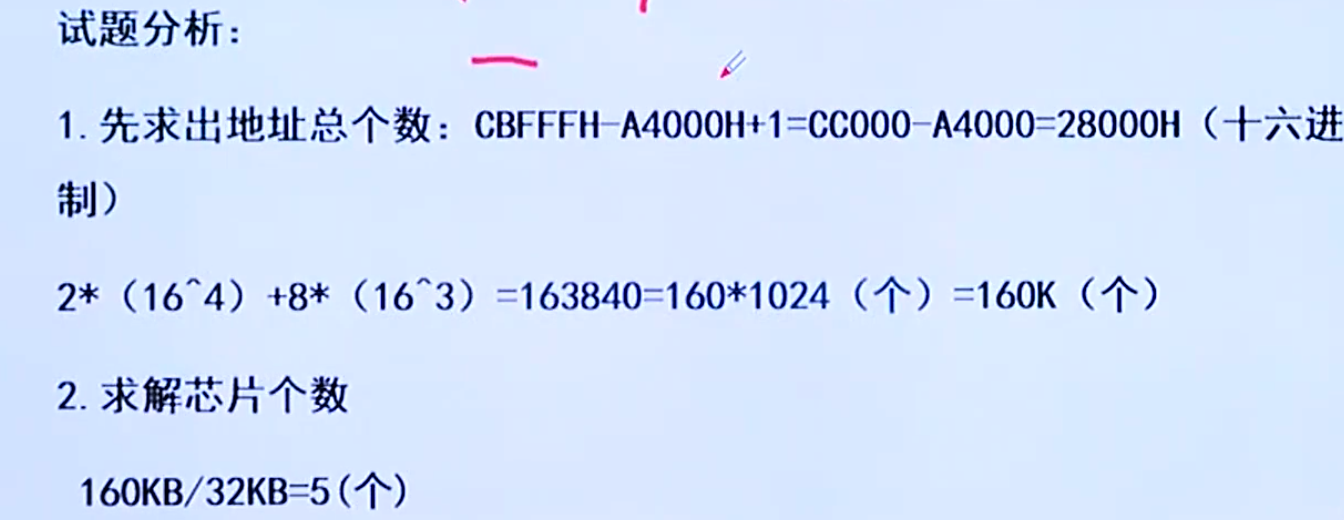 试题分析：
1. 先求出地址总个数：CBFFFH-A4000H+1=CC000-A4000=28000H（十六进
制）
2*（16^4）+8*（16^3）=163840=160*1024（个）=160K（个）
2. 求解芯片个数
160KB/32KB=5(个)